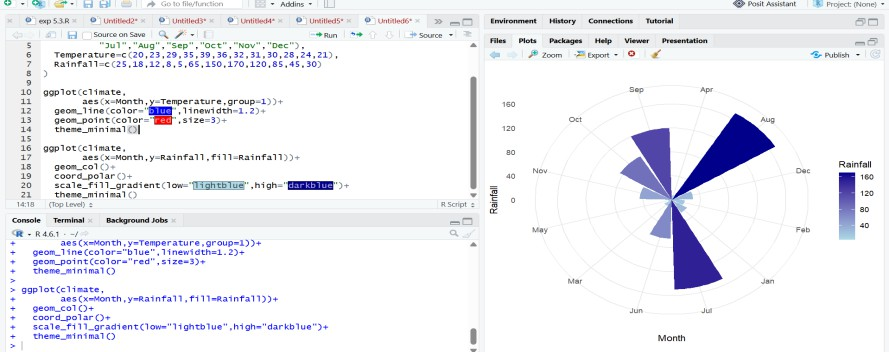 Go to file/function
Addins
Posit Assistant
Project: (None)
exp 5.3.R × Untitled2* × Untitled3* × Untitled4* × Untitled5* × Untitled6* ×
Source on Save
Run
Source
5 "Jul","Aug","Sep","Oct","Nov","Dec"),
6 Temperature=c(20,23,29,35,39,36,32,31,30,28,24,21),
7 Rainfall=c(25,18,12,8,5,65,150,170,120,85,45,30)
8 )
9
10 ggplot(climate,
11 aes(x=Month,y=Temperature,group=1))+
12 geom_line(color="blue",linewidth=1.2)+
13 geom_point(color="red",size=3)+
14 theme_minimal()
15
16 ggplot(climate,
17 aes(x=Month,y=Rainfall,fill=Rainfall))+
18 geom_col()+
19 coord_polar()+
20 scale_fill_gradient(low="lightblue",high="darkblue")+
21 theme_minimal()
14:18 (Top Level) R Script
Console Terminal × Background Jobs ×
R 4.6.1 · ~/
+ aes(x=Month,y=Temperature,group=1))+
+ geom_line(color="blue",linewidth=1.2)+
+ geom_point(color="red",size=3)+
+ theme_minimal()
>
> ggplot(climate,
+ aes(x=Month,y=Rainfall,fill=Rainfall))+
+ geom_col()+
+ coord_polar()+
+ scale_fill_gradient(low="lightblue",high="darkblue")+
+ theme_minimal()
>
Environment History Connections Tutorial
Files Plots Packages Help Viewer Presentation
Zoom Export Publish
Sep Apr
160
Oct Aug
120
80
Nov Dec
40
0
Rainfall
May Feb
Mar Jan
Jun Jul
Month
Rainfall
160
120
80
40